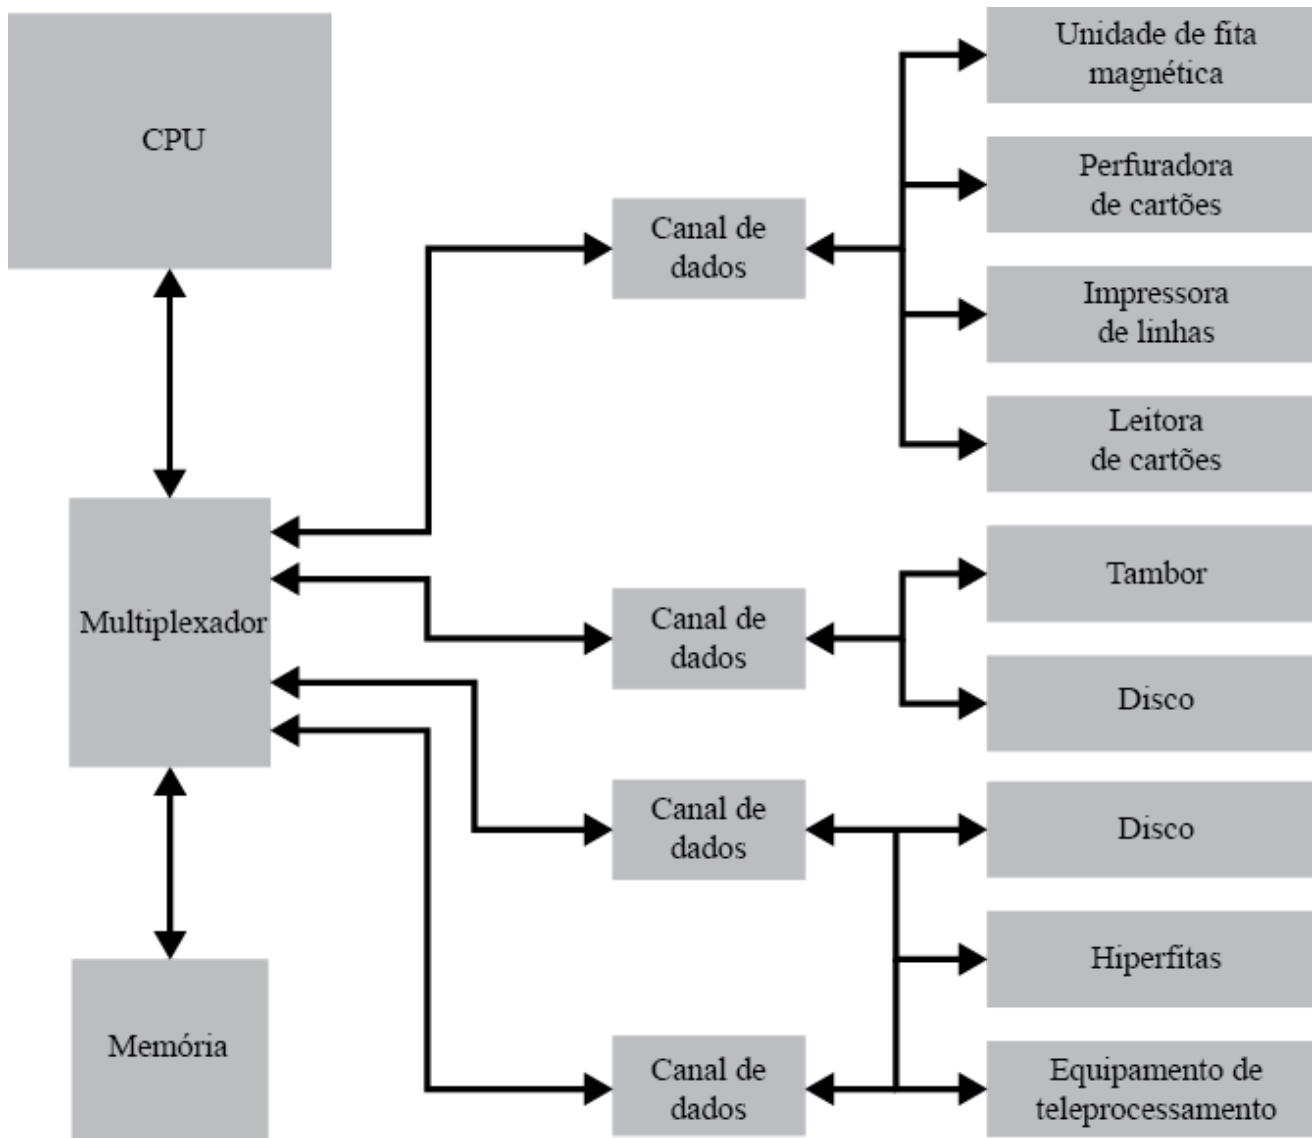 CPU
Multiplexador
Memória
Canal de
dados
Canal de
dados
Canal de
dados
Canal de
dados
Unidade de fita
magnética
Perfuradora
de cartões
Impressora
de linhas
Leitora
de cartões
Tambor
Disco
Disco
Hiperfitas
Equipamento de
teleprocessamento